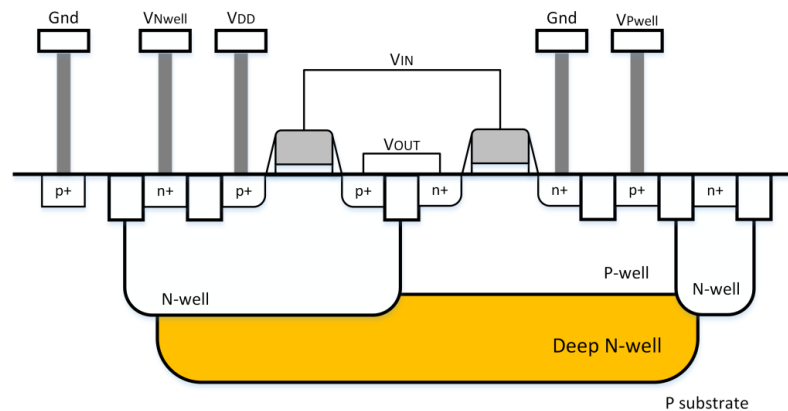 Gnd
VNwell
VDD
VIN
Gnd
VPwell
VOUT
p+
n+
p+
p+
n+
n+
p+
n+
N-well
P-well
N-well
Deep N-well
P substrate